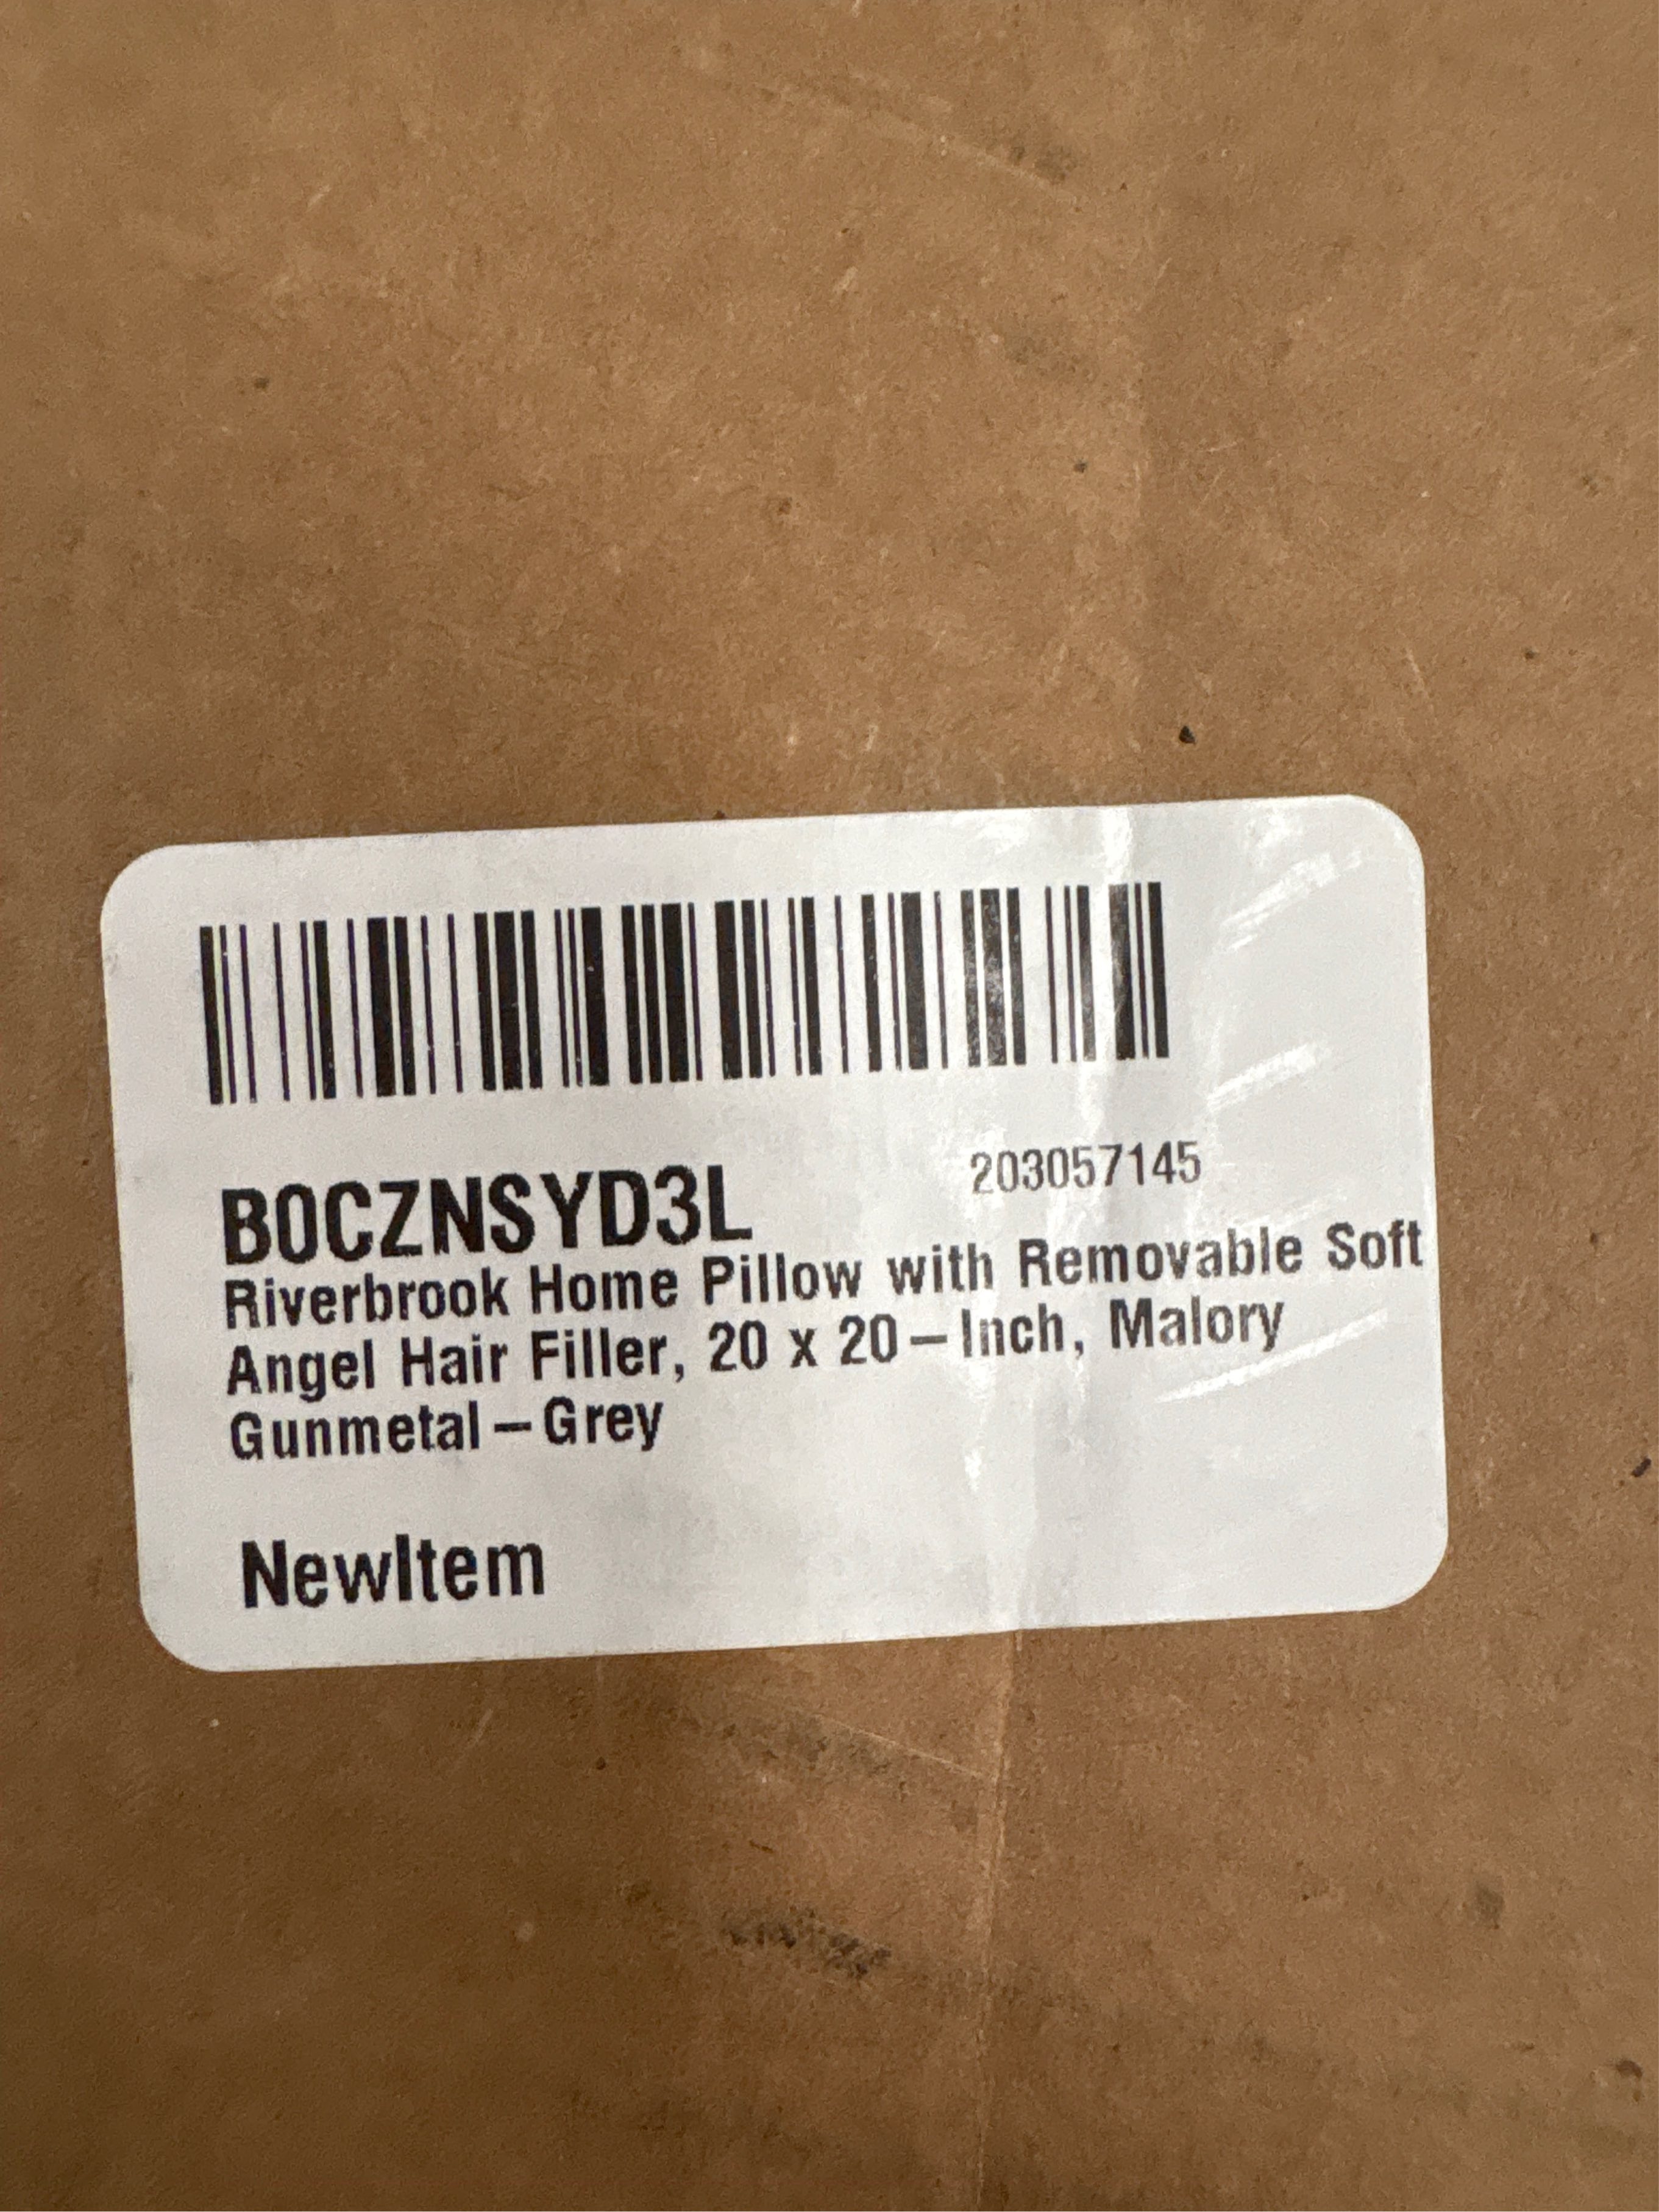 203057145
B0CZNSYD3L
Riverbrook Home Pillow with Removable Soft
Angel Hair Filler, 20 x 20-Inch, Malory
Gunmetal-Grey
NewItem